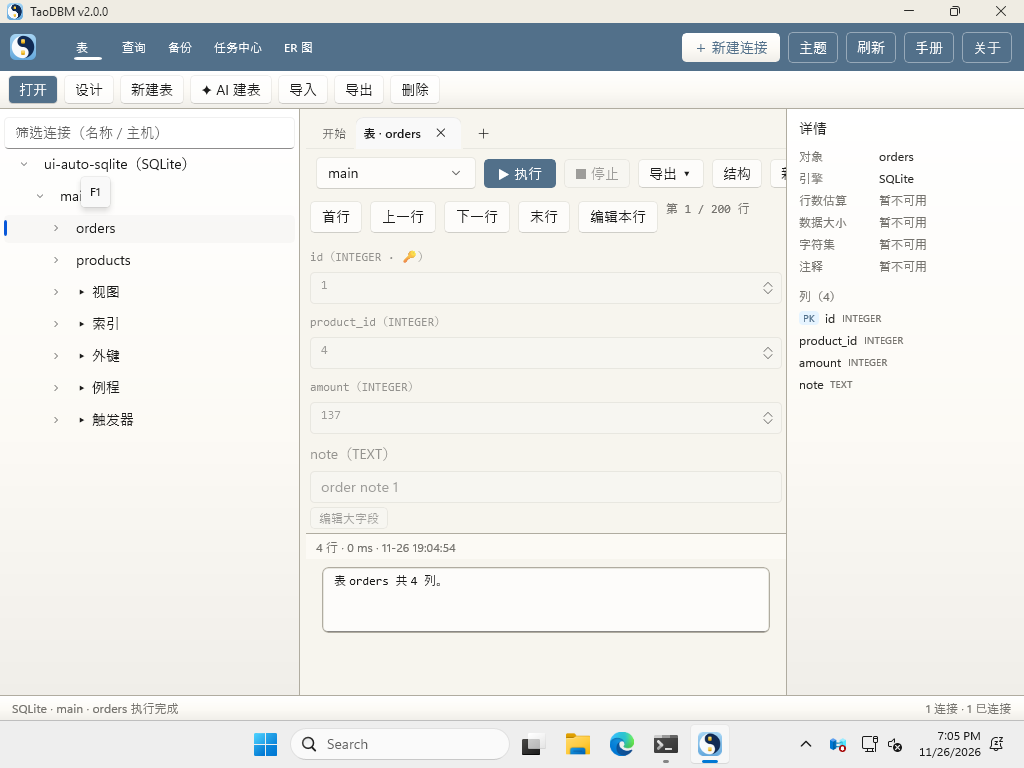 TaoDBM v2.0.0
表 查询 备份 任务中心 ER 图 + 新建连接 主题 刷新 手册 关于
打开 设计 新建表 ✦ AI 建表 导入 导出 删除
筛选连接（名称 / 主机）
ui-auto-sqlite（SQLite）
mai
F1
orders
products
视图
索引
外键
例程
触发器
开始 表 · orders
main 执行 停止 导出 结构
首行 上一行 下一行 末行 编辑本行 第 1 / 200 行
id（INTEGER · 🔑）
1
product_id（INTEGER）
4
amount（INTEGER）
137
note（TEXT）
order note 1
编辑大字段
4 行 · 0 ms · 11-26 19:04:54
表 orders 共 4 列。
详情
对象 orders
引擎 SQLite
行数估算 暂不可用
数据大小 暂不可用
字符集 暂不可用
注释 暂不可用
列（4）
PK id INTEGER
product_id INTEGER
amount INTEGER
note TEXT
SQLite · main · orders 执行完成
1 连接 · 1 已连接
Search
7:05 PM
11/26/2026